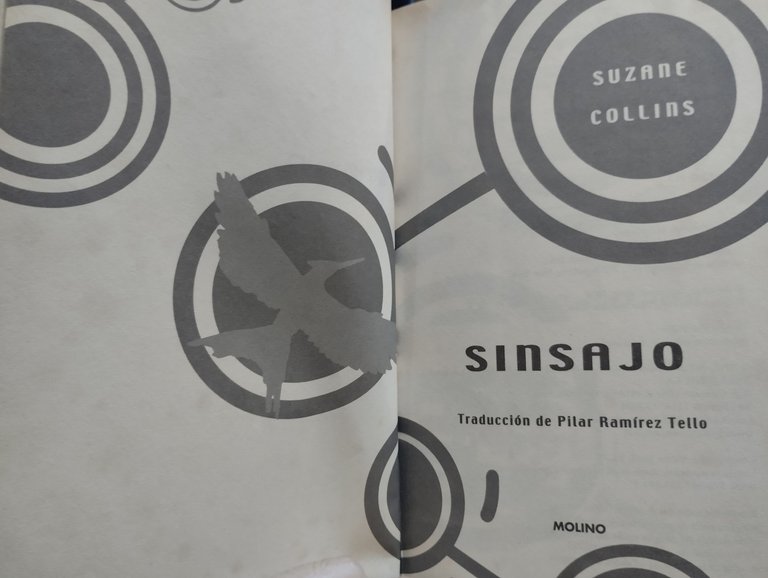 SUZANE
COLLINS
SINSAJO
Traducción de Pilar Ramírez Tello
MOLINO